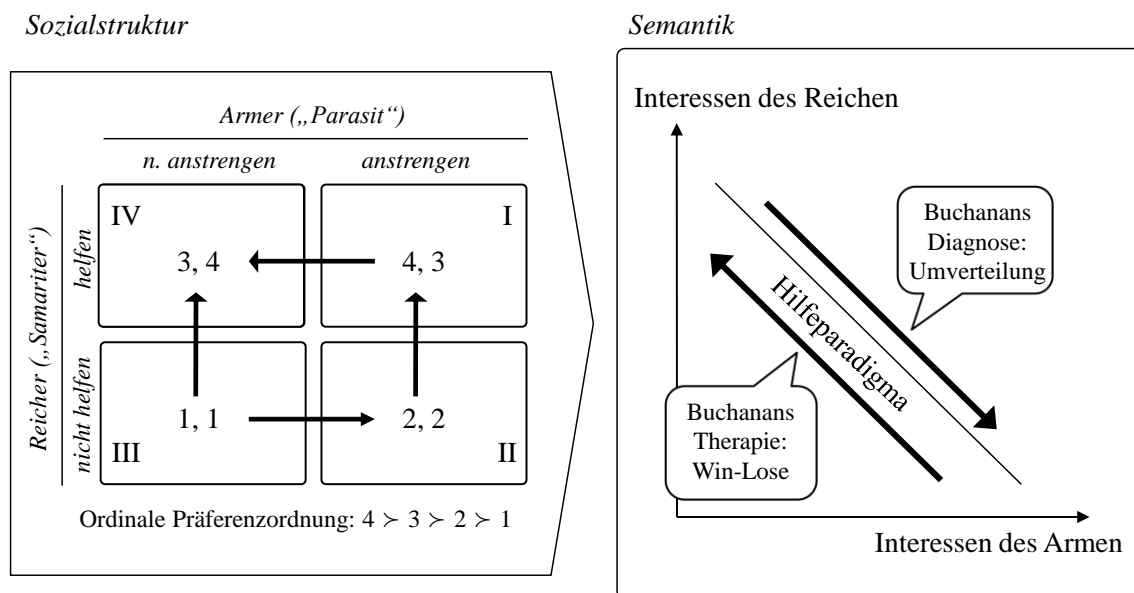 Sozialstruktur
Armer („Parasit“)
n. anstrengen
anstrengen
Reicher („Samariter“)
helfen
nicht helfen
IV
3, 4
I
4, 3
1, 1
III
2, 2
II
Ordinale Präferenzordnung: 4 ≻ 3 ≻ 2 ≻ 1
Semantik
Interessen des Reichen
Buchanans
Diagnose:
Umverteilung
Hilfeparadigma
Buchanans
Therapie:
Win-Lose
Interessen des Armen